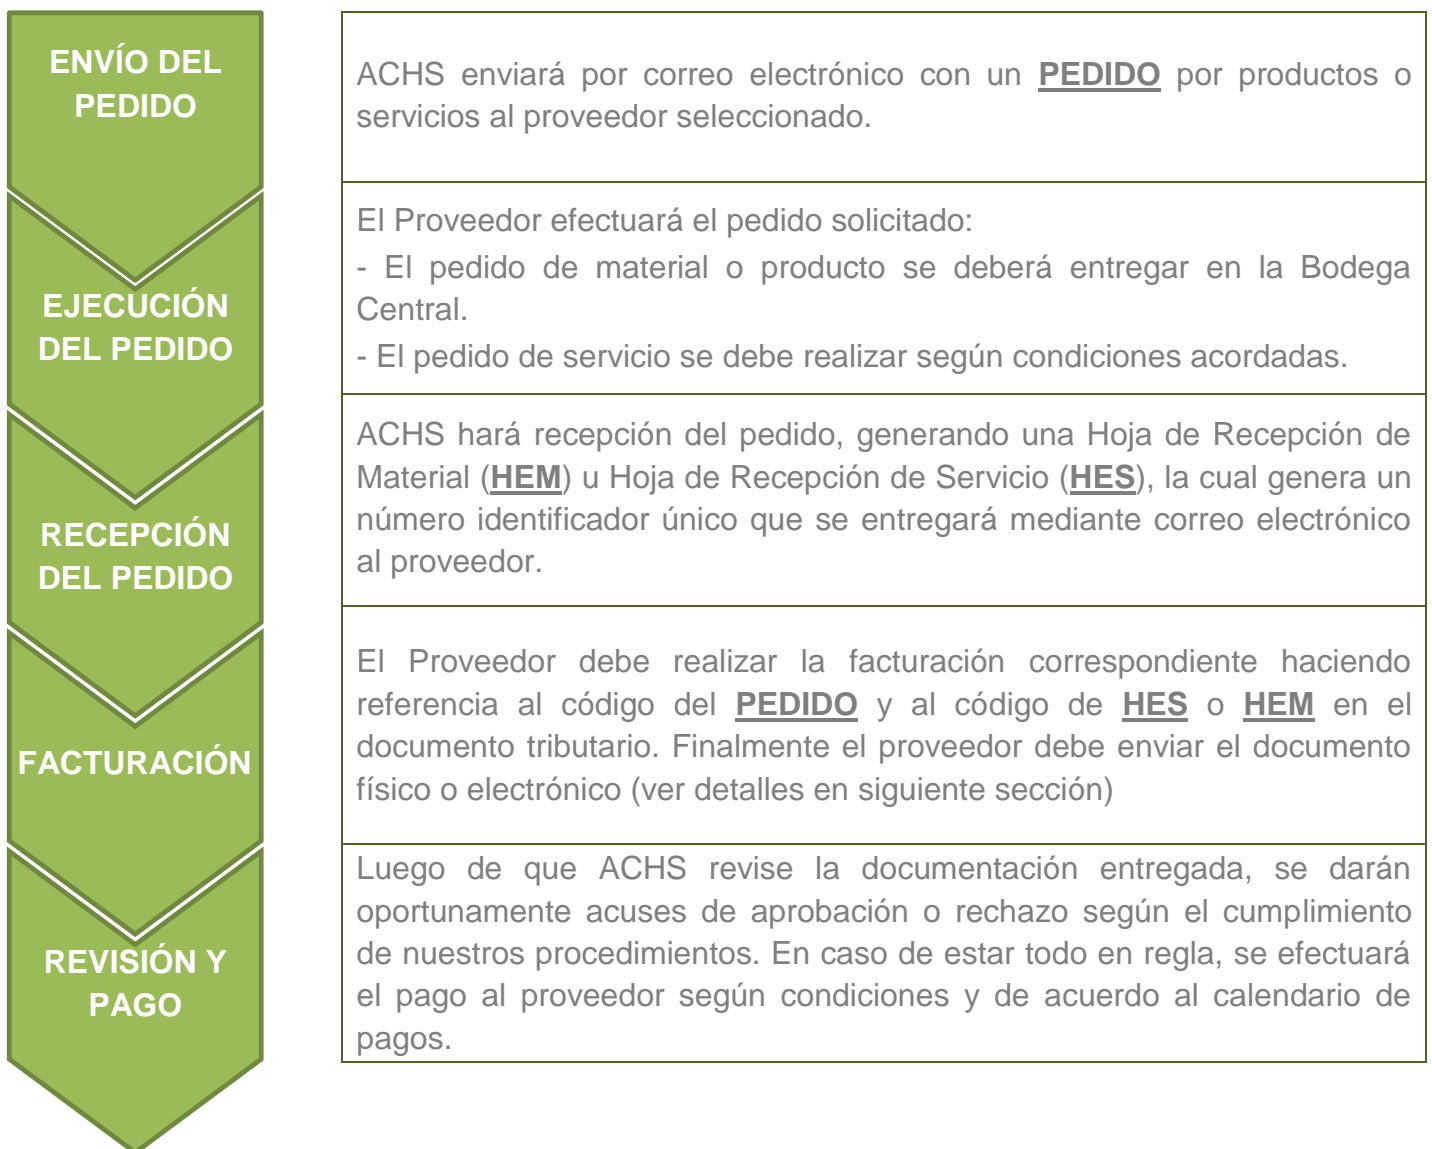 ENVÍO DEL
PEDIDO
ACHS enviará por correo electrónico con un PEDIDO por productos o
servicios al proveedor seleccionado.
EJECUCIÓN
DEL PEDIDO
El Proveedor efectuará el pedido solicitado:
- El pedido de material o producto se deberá entregar en la Bodega
Central.
- El pedido de servicio se debe realizar según condiciones acordadas.
RECEPCIÓN
DEL PEDIDO
ACHS hará recepción del pedido, generando una Hoja de Recepción de
Material (HEM) u Hoja de Recepción de Servicio (HES), la cual genera un
número identificador único que se entregará mediante correo electrónico
al proveedor.
FACTURACIÓN
El Proveedor debe realizar la facturación correspondiente haciendo
referencia al código del PEDIDO y al código de HES o HEM en el
documento tributario. Finalmente el proveedor debe enviar el documento
físico o electrónico (ver detalles en siguiente sección)
REVISIÓN Y
PAGO
Luego de que ACHS revise la documentación entregada, se darán
oportunamente acuses de aprobación o rechazo según el cumplimiento
de nuestros procedimientos. En caso de estar todo en regla, se efectuará
el pago al proveedor según condiciones y de acuerdo al calendario de
pagos.